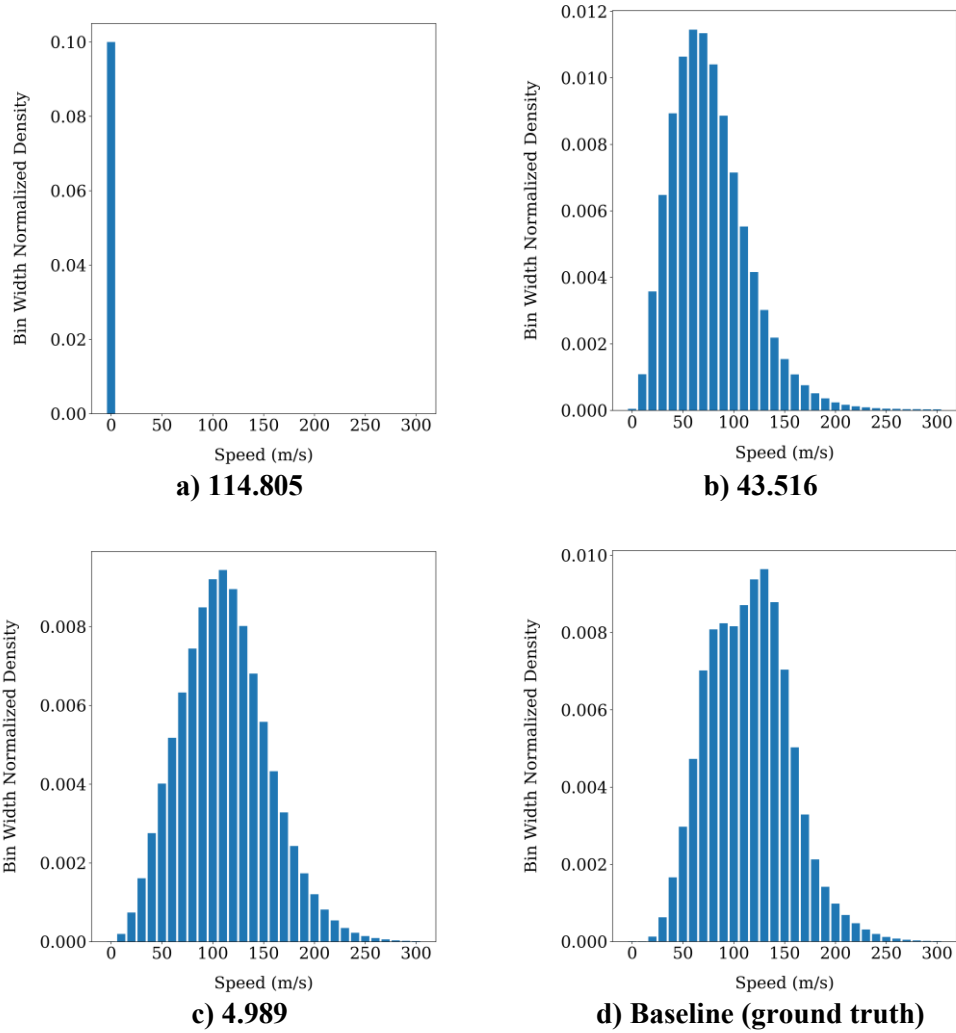 0.10
0.08
0.06
0.04
0.02
0.00
Bin Width Normalized Density
0 50 100 150 200 250 300
Speed (m/s)
a) 114.805
0.012
0.010
0.008
0.006
0.004
0.002
0.000
Bin Width Normalized Density
0 50 100 150 200 250 300
Speed (m/s)
b) 43.516
0.008
0.006
0.004
0.002
0.000
Bin Width Normalized Density
0 50 100 150 200 250 300
Speed (m/s)
c) 4.989
0.010
0.008
0.006
0.004
0.002
0.000
Bin Width Normalized Density
0 50 100 150 200 250 300
Speed (m/s)
d) Baseline (ground truth)